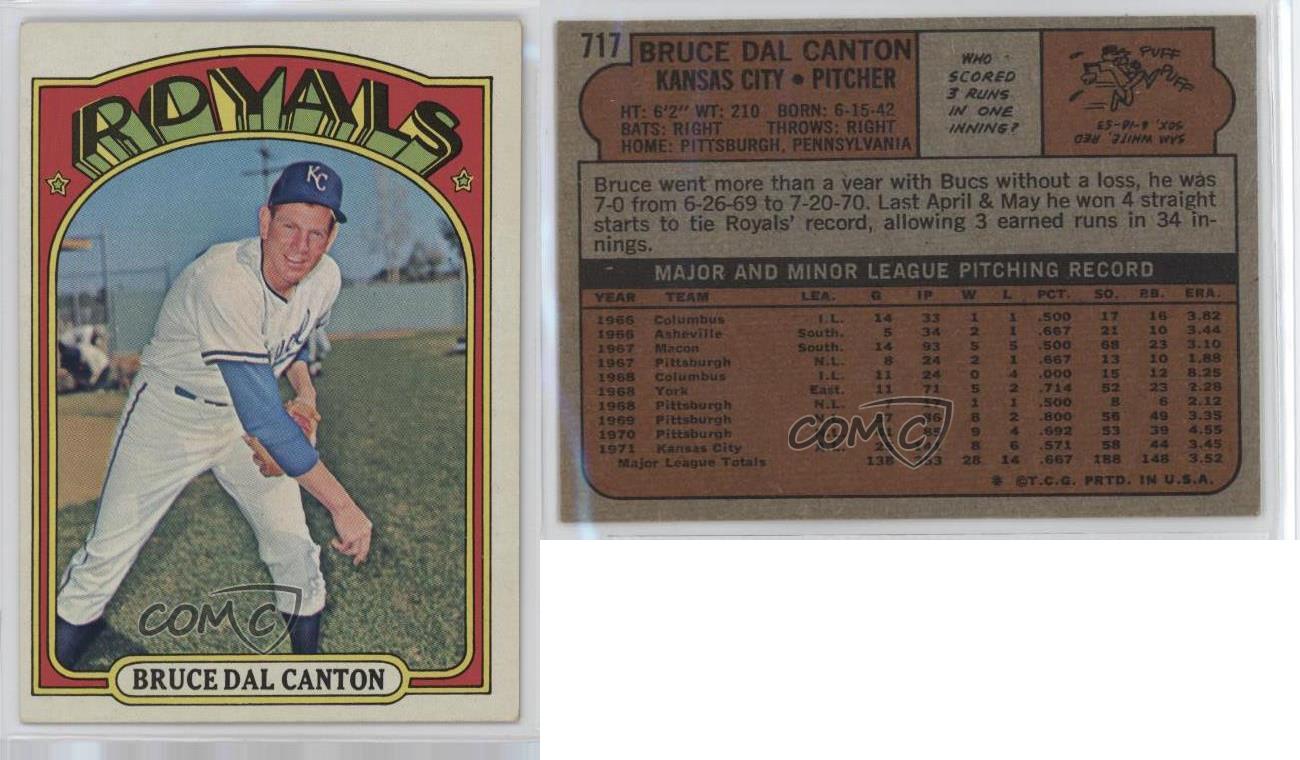 ROYALS
KC
COMC
BRUCE DAL CANTON
717
BRUCE DAL CANTON
KANSAS CITY • PITCHER
HT: 6'2" WT: 210 BORN: 6-15-42
BATS: RIGHT THROWS: RIGHT
HOME: PITTSBURGH, PENNSYLVANIA
WHO
SCORED
3 RUNS
IN ONE
INNING?
PUFF
PUFF
SAM WHITE, RED
SOX, 6-18-53
Bruce went more than a year with Bucs without a loss, he was
7-0 from 6-26-69 to 7-20-70. Last April & May he won 4 straight
starts to tie Royals' record, allowing 3 earned runs in 34 in-
nings.
MAJOR AND MINOR LEAGUE PITCHING RECORD
YEAR TEAM LEA. G IP W L PCT. SO. BB. ERA.
1966 Columbus I.L. 14 33 1 1 .500 17 16 3.82
1966 Asheville South. 5 34 2 1 .667 21 10 3.44
1967 Macon South. 14 93 5 5 .500 68 23 3.10
1967 Pittsburgh N.L. 8 24 2 1 .667 13 10 1.88
1968 Columbus I.L. 11 24 0 4 .000 15 12 8.25
1968 York East. 11 71 5 2 .714 52 23 2.28
1968 Pittsburgh N.L. 1 1 .500 8 6 2.12
1969 Pittsburgh 86 8 2 .800 56 49 3.35
1970 Pittsburgh 85 9 4 .692 53 39 4.55
1971 Kansas City 8 6 .571 58 44 3.45
Major League Totals 138 28 14 .667 188 148 3.52
COMC
* ©T.C.G. PRTD. IN U.S.A.